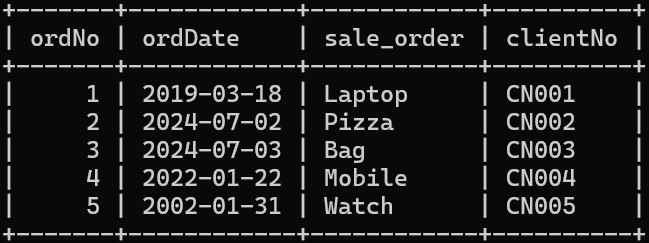 +-------+------------+------------+----------+
| ordNo | ordDate    | sale_order | clientNo |
+-------+------------+------------+----------+
|     1 | 2019-03-18 | Laptop     | CN001    |
|     2 | 2024-07-02 | Pizza      | CN002    |
|     3 | 2024-07-03 | Bag        | CN003    |
|     4 | 2022-01-22 | Mobile     | CN004    |
|     5 | 2002-01-31 | Watch      | CN005    |
+-------+------------+------------+----------+